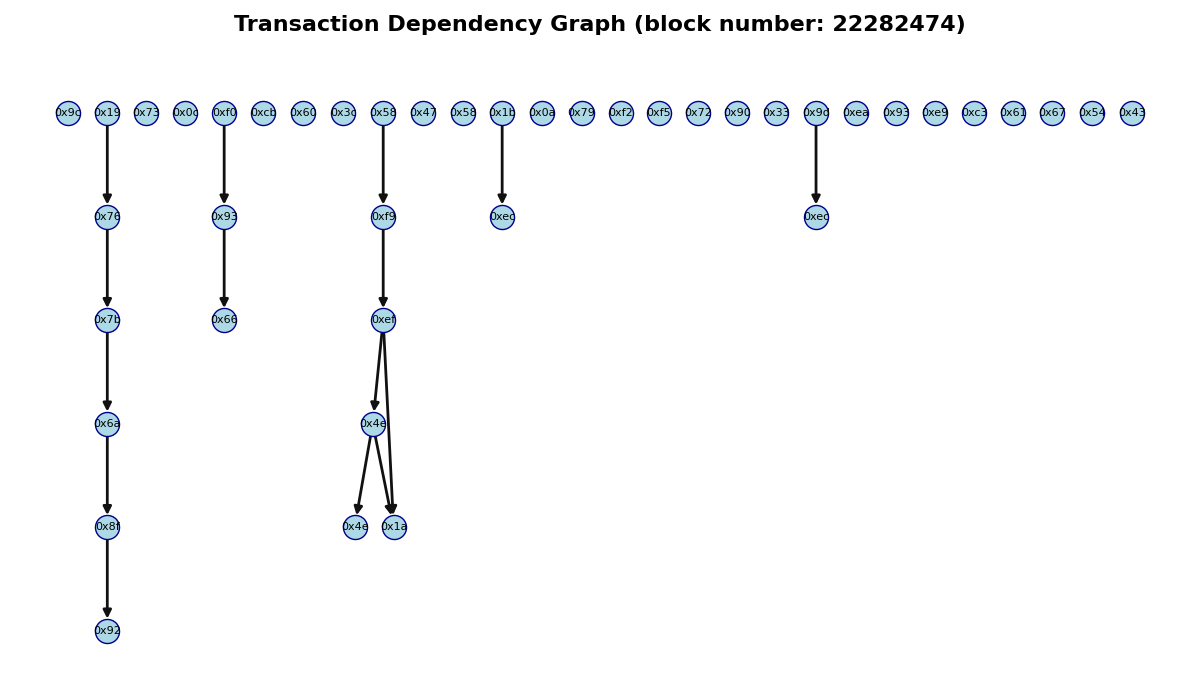 Transaction Dependency Graph (block number: 22282474)
0x9c 0x19 0x73 0x0c 0xf0 0xcb 0x60 0x3c 0x58 0x47 0x58 0x1b 0x0a 0x79 0xf2 0xf5 0x72 0x90 0x33 0x9d 0xea 0x93 0xe9 0xc3 0x61 0x67 0x54 0x43
0x76 0x93 0xf9 0xec 0xec
0x7b 0x66 0xef
0x6a 0x4e
0x8f 0x4e 0x1a
0x92